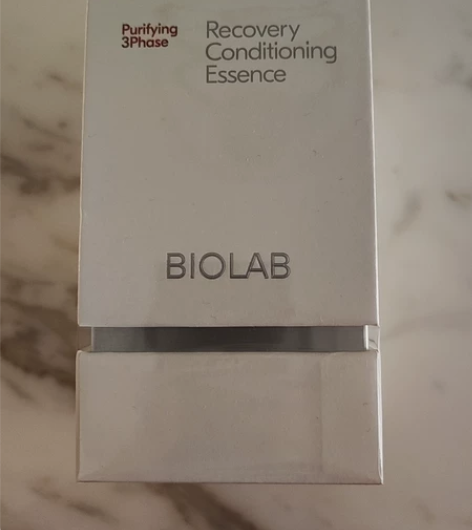 Purifying
3Phase
Recovery
Conditioning
Essence
BIOLAB